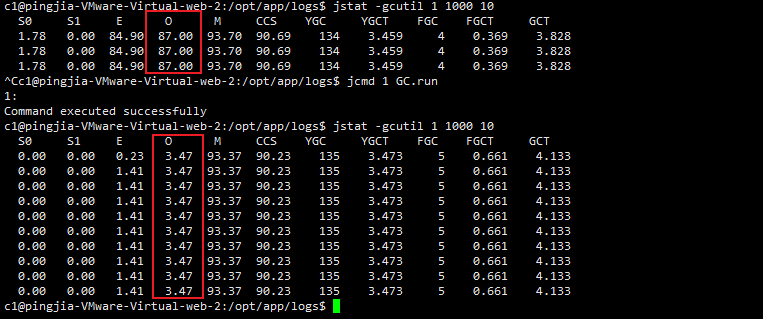 c1@pingjia-VMware-Virtual-web-2:/opt/app/logs$ jstat -gcutil 1 1000 10
S0 S1 E O M CCS YGC YGCT FGC FGCT GCT
1.78 0.00 84.90 87.00 93.70 90.69 134 3.459 4 0.369 3.828
1.78 0.00 84.90 87.00 93.70 90.69 134 3.459 4 0.369 3.828
1.78 0.00 84.90 87.00 93.70 90.69 134 3.459 4 0.369 3.828
^Cc1@pingjia-VMware-Virtual-web-2:/opt/app/logs$ jcmd 1 GC.run
1:
Command executed successfully
c1@pingjia-VMware-Virtual-web-2:/opt/app/logs$ jstat -gcutil 1 1000 10
S0 S1 E O M CCS YGC YGCT FGC FGCT GCT
0.00 0.00 0.23 3.47 93.37 90.23 135 3.473 5 0.661 4.133
0.00 0.00 1.41 3.47 93.37 90.23 135 3.473 5 0.661 4.133
0.00 0.00 1.41 3.47 93.37 90.23 135 3.473 5 0.661 4.133
0.00 0.00 1.41 3.47 93.37 90.23 135 3.473 5 0.661 4.133
0.00 0.00 1.41 3.47 93.37 90.23 135 3.473 5 0.661 4.133
0.00 0.00 1.41 3.47 93.37 90.23 135 3.473 5 0.661 4.133
0.00 0.00 1.41 3.47 93.37 90.23 135 3.473 5 0.661 4.133
0.00 0.00 1.41 3.47 93.37 90.23 135 3.473 5 0.661 4.133
0.00 0.00 1.41 3.47 93.37 90.23 135 3.473 5 0.661 4.133
0.00 0.00 1.41 3.47 93.37 90.23 135 3.473 5 0.661 4.133
c1@pingjia-VMware-Virtual-web-2:/opt/app/logs$